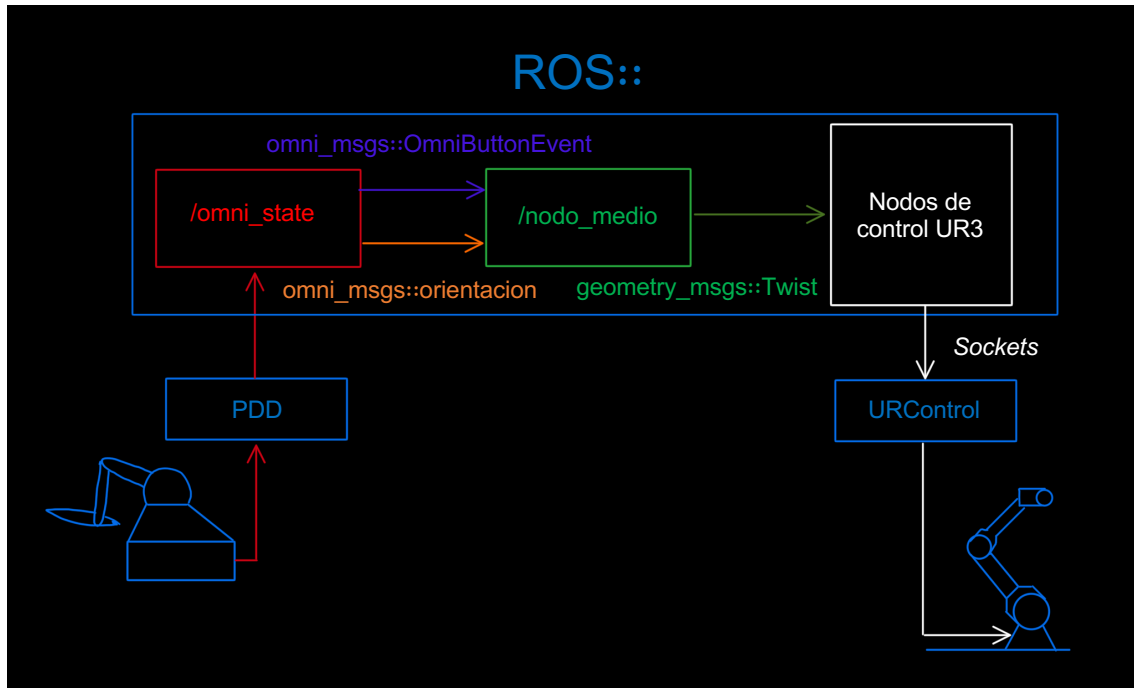 ROS::
omni_msgs::OmniButtonEvent
/omni_state
/nodo_medio
Nodos de
control UR3
omni_msgs::orientacion
geometry_msgs::Twist
Sockets
PDD
URControl